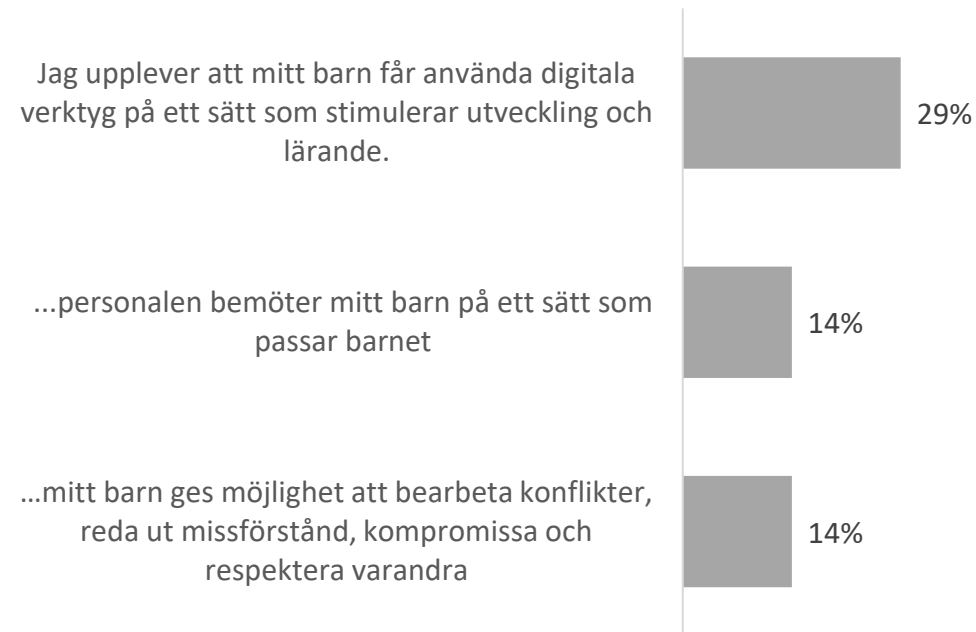 Jag upplever att mitt barn får använda digitala
verktyg på ett sätt som stimulerar utveckling och
lärande.
29%
...personalen bemöter mitt barn på ett sätt som
passar barnet
14%
...mitt barn ges möjlighet att bearbeta konflikter,
reda ut missförstånd, kompromissa och
respektera varandra
14%